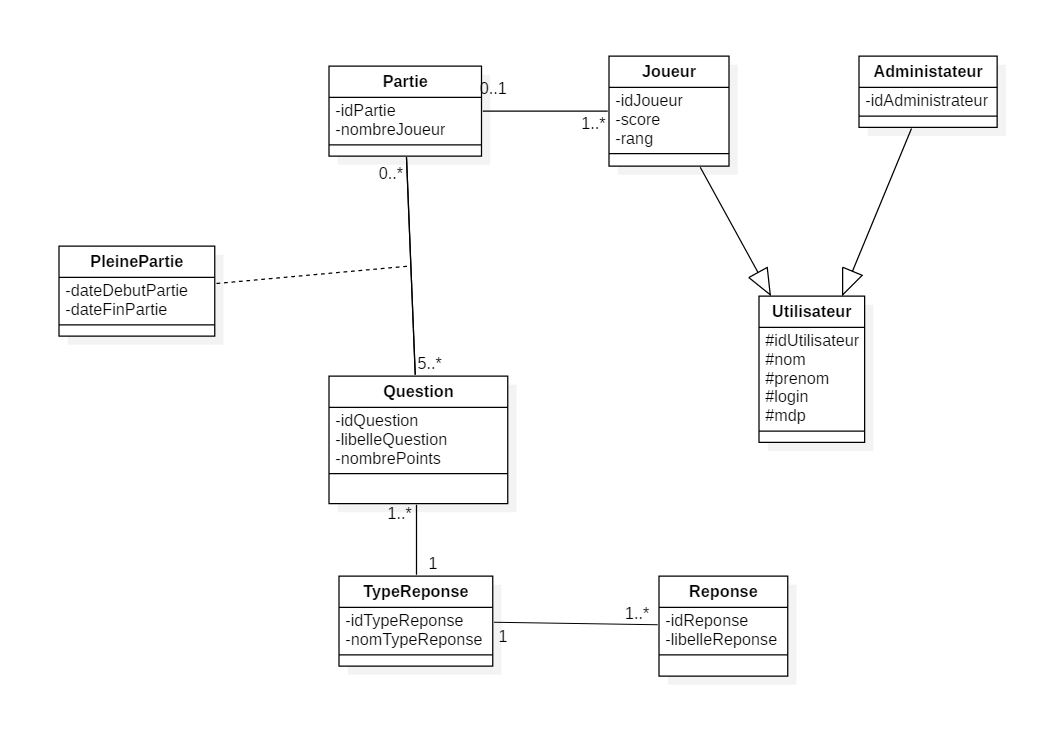 Partie
-idPartie
-nombreJoueur
0..1
1..*
Joueur
-idJoueur
-score
-rang
Administateur
-idAdministrateur
0..*
PleinePartie
-dateDebutPartie
-dateFinPartie
Utilisateur
#idUtilisateur
#nom
#prenom
#login
#mdp
5..*
Question
-idQuestion
-libelleQuestion
-nombrePoints
1..*
1
TypeReponse
-idTypeReponse
-nomTypeReponse
1
1..*
Reponse
-idReponse
-libelleReponse